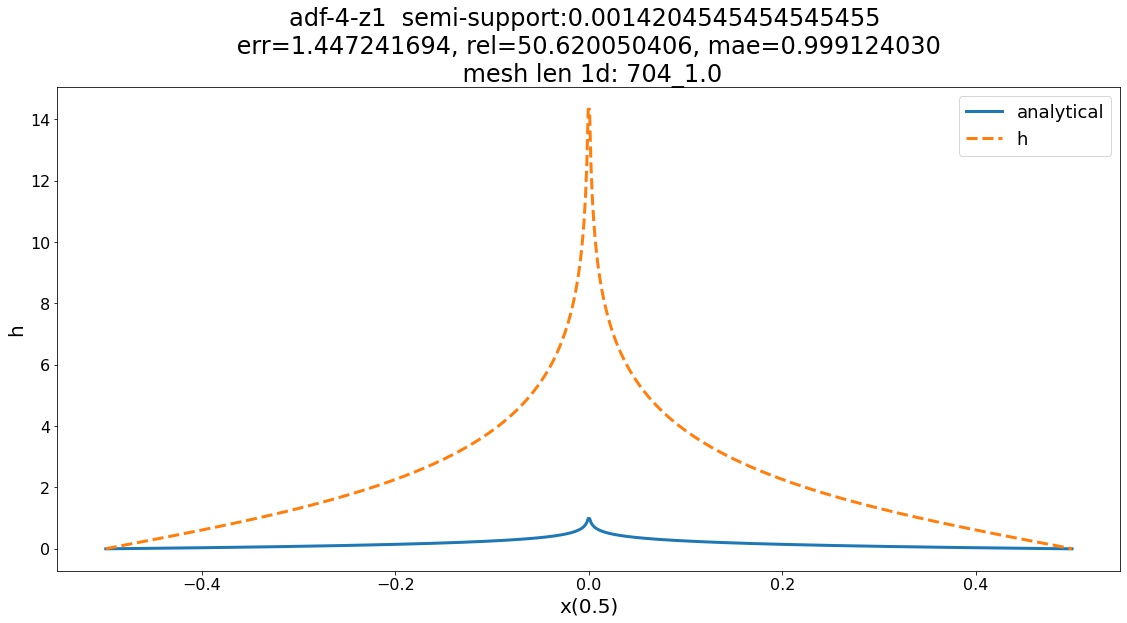 adf-4-z1  semi-support:0.0014204545454545455
err=1.447241694, rel=50.620050406, mae=0.999124030
mesh len 1d: 704_1.0
analytical
h
h
14
12
10
8
6
4
2
0
−0.4
−0.2
0.0
0.2
0.4
x(0.5)